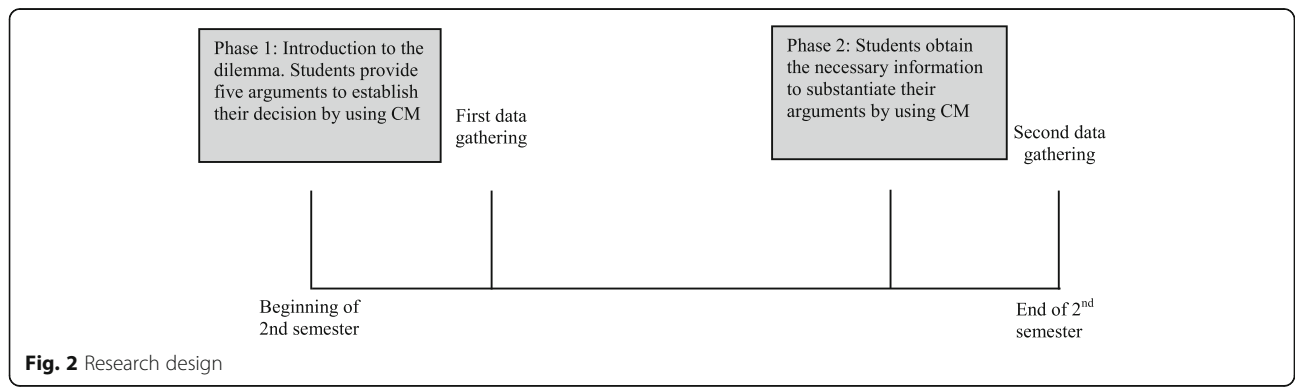 Phase 1: Introduction to the
dilemma. Students provide
five arguments to establish
their decision by using CM
First data
gathering
Phase 2: Students obtain
the necessary information
to substantiate their
arguments by using CM
Second data
gathering
Beginning of
2nd semester
End of 2nd
semester
Fig. 2 Research design